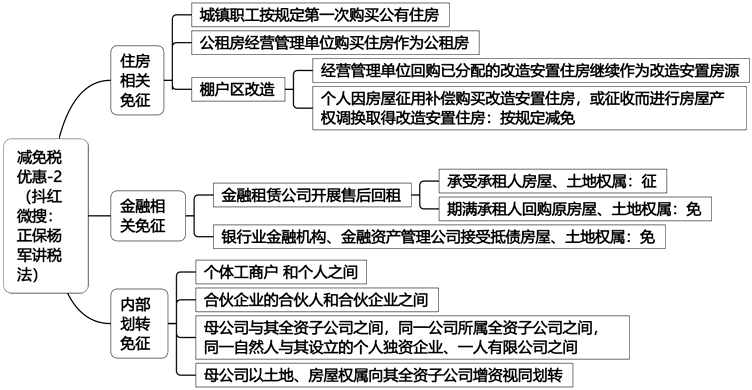 减免税
优惠-2
（抖红
微搜：
正保杨
军讲税
法）
住房
相关
免征
城镇职工按规定第一次购买公有住房
公租房经营管理单位购买住房作为公租房
棚户区改造
经营管理单位回购已分配的改造安置住房继续作为改造安置房源
个人因房屋征用补偿购买改造安置住房，或征收而进行房屋产
权调换取得改造安置住房：按规定减免
金融相
关免征
金融租赁公司开展售后回租
承受承租人房屋、土地权属：征
期满承租人回购原房屋、土地权属：免
银行业金融机构、金融资产管理公司接受抵债房屋、土地权属：免
内部
划转
免征
个体工商户 和个人之间
合伙企业的合伙人和合伙企业之间
母公司与其全资子公司之间，同一公司所属全资子公司之间，
同一自然人与其设立的个人独资企业、一人有限公司之间
母公司以土地、房屋权属向其全资子公司增资视同划转